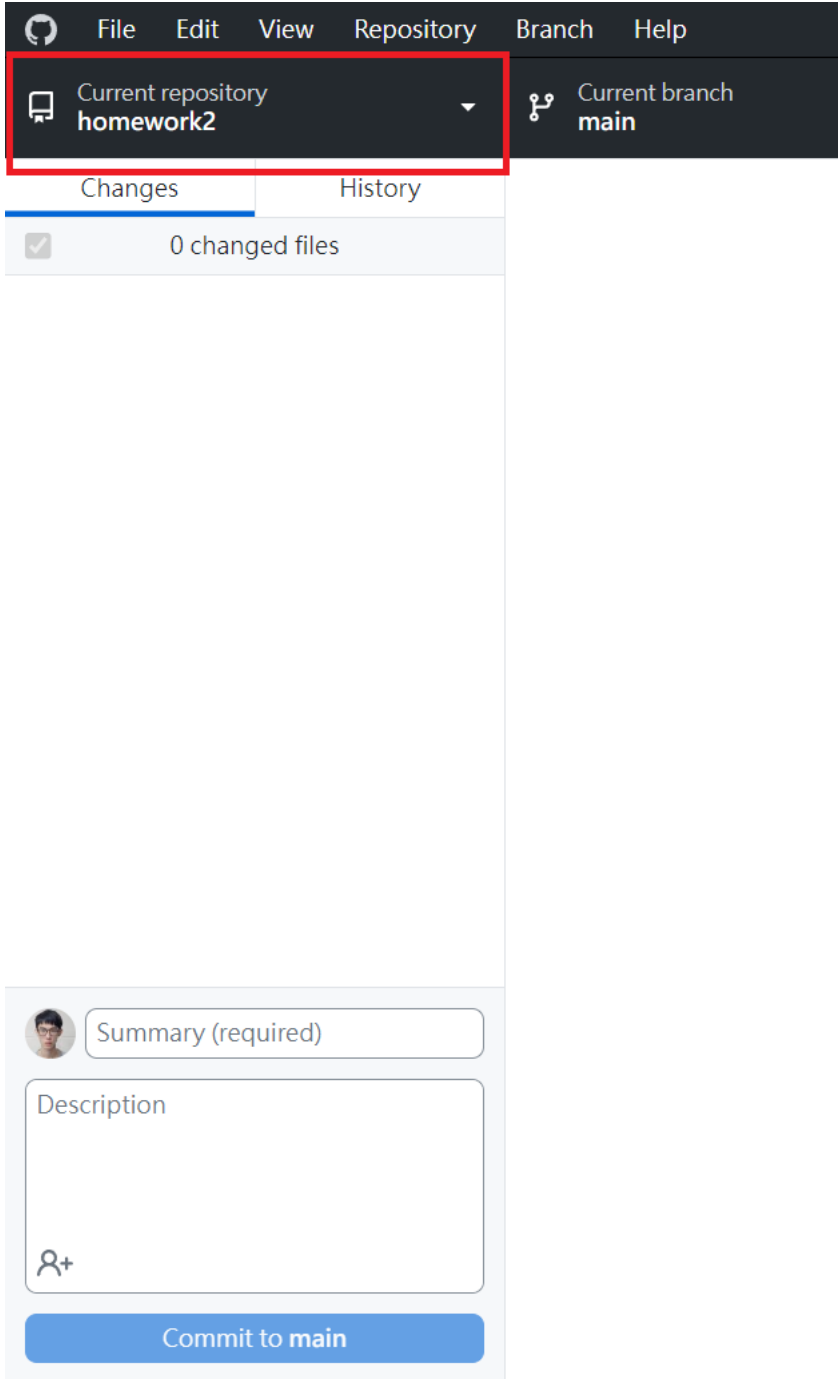 File Edit View Repository Branch Help
Current repository
homework2
Current branch
main
Changes History
0 changed files
Summary (required)
Description
Commit to main